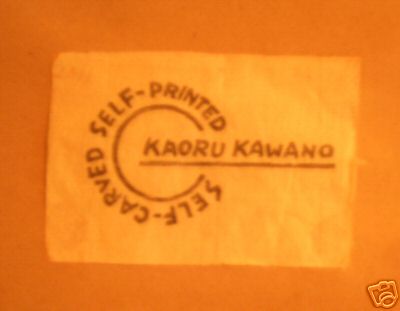 SELF-CARVED SELF-PRINTED
KAORU KAWANO